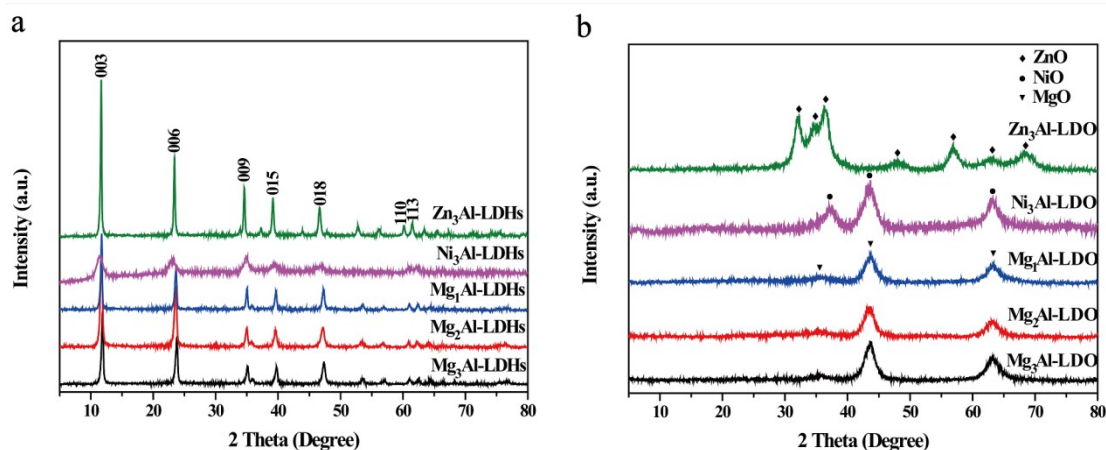 a
003
006
009
015
018
110
113
Zn₃Al-LDHs
Ni₃Al-LDHs
Mg₁Al-LDHs
Mg₂Al-LDHs
Mg₃Al-LDHs
Intensity (a.u.)
10 20 30 40 50 60 70 80
2 Theta (Degree)
b
ZnO
NiO
MgO
Zn₃Al-LDO
Ni₃Al-LDO
Mg₁Al-LDO
Mg₂Al-LDO
Mg₃Al-LDO
Intensity (a.u.)
10 20 30 40 50 60 70 80
2 Theta (Degree)